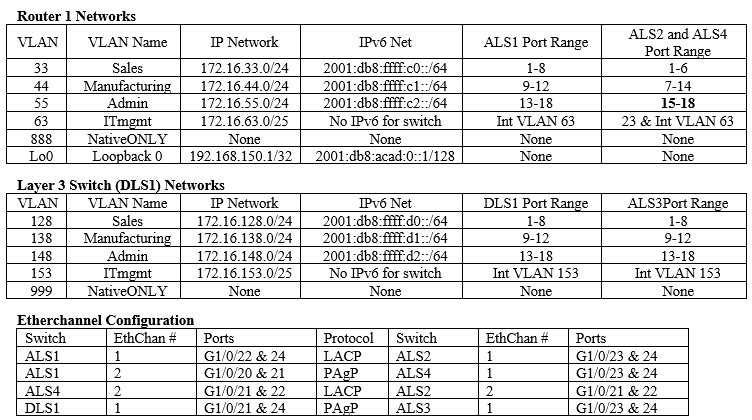 Router 1 Networks
VLAN VLAN Name IP Network IPv6 Net ALS1 Port Range ALS2 and ALS4 Port Range
33 Sales 172.16.33.0/24 2001:db8:ffff:c0::/64 1-8 1-6
44 Manufacturing 172.16.44.0/24 2001:db8:ffff:c1::/64 9-12 7-14
55 Admin 172.16.55.0/24 2001:db8:ffff:c2::/64 13-18 15-18
63 ITmgmt 172.16.63.0/25 No IPv6 for switch Int VLAN 63 23 & Int VLAN 63
888 NativeONLY None None None None
Lo0 Loopback 0 192.168.150.1/32 2001:db8:acad:0::1/128 None None
Layer 3 Switch (DLS1) Networks
VLAN VLAN Name IP Network IPv6 Net DLS1 Port Range ALS3Port Range
128 Sales 172.16.128.0/24 2001:db8:ffff:d0::/64 1-8 1-8
138 Manufacturing 172.16.138.0/24 2001:db8:ffff:d1::/64 9-12 9-12
148 Admin 172.16.148.0/24 2001:db8:ffff:d2::/64 13-18 13-18
153 ITmgmt 172.16.153.0/25 No IPv6 for switch Int VLAN 153 Int VLAN 153
999 NativeONLY None None None None
Etherchannel Configuration
Switch EthChan # Ports Protocol Switch EthChan # Ports
ALS1 1 G1/0/22 & 24 LACP ALS2 1 G1/0/23 & 24
ALS1 2 G1/0/20 & 21 PAgP ALS4 1 G1/0/23 & 24
ALS4 2 G1/0/21 & 22 LACP ALS2 2 G1/0/21 & 22
DLS1 1 G1/0/21 & 24 PAgP ALS3 1 G1/0/23 & 24